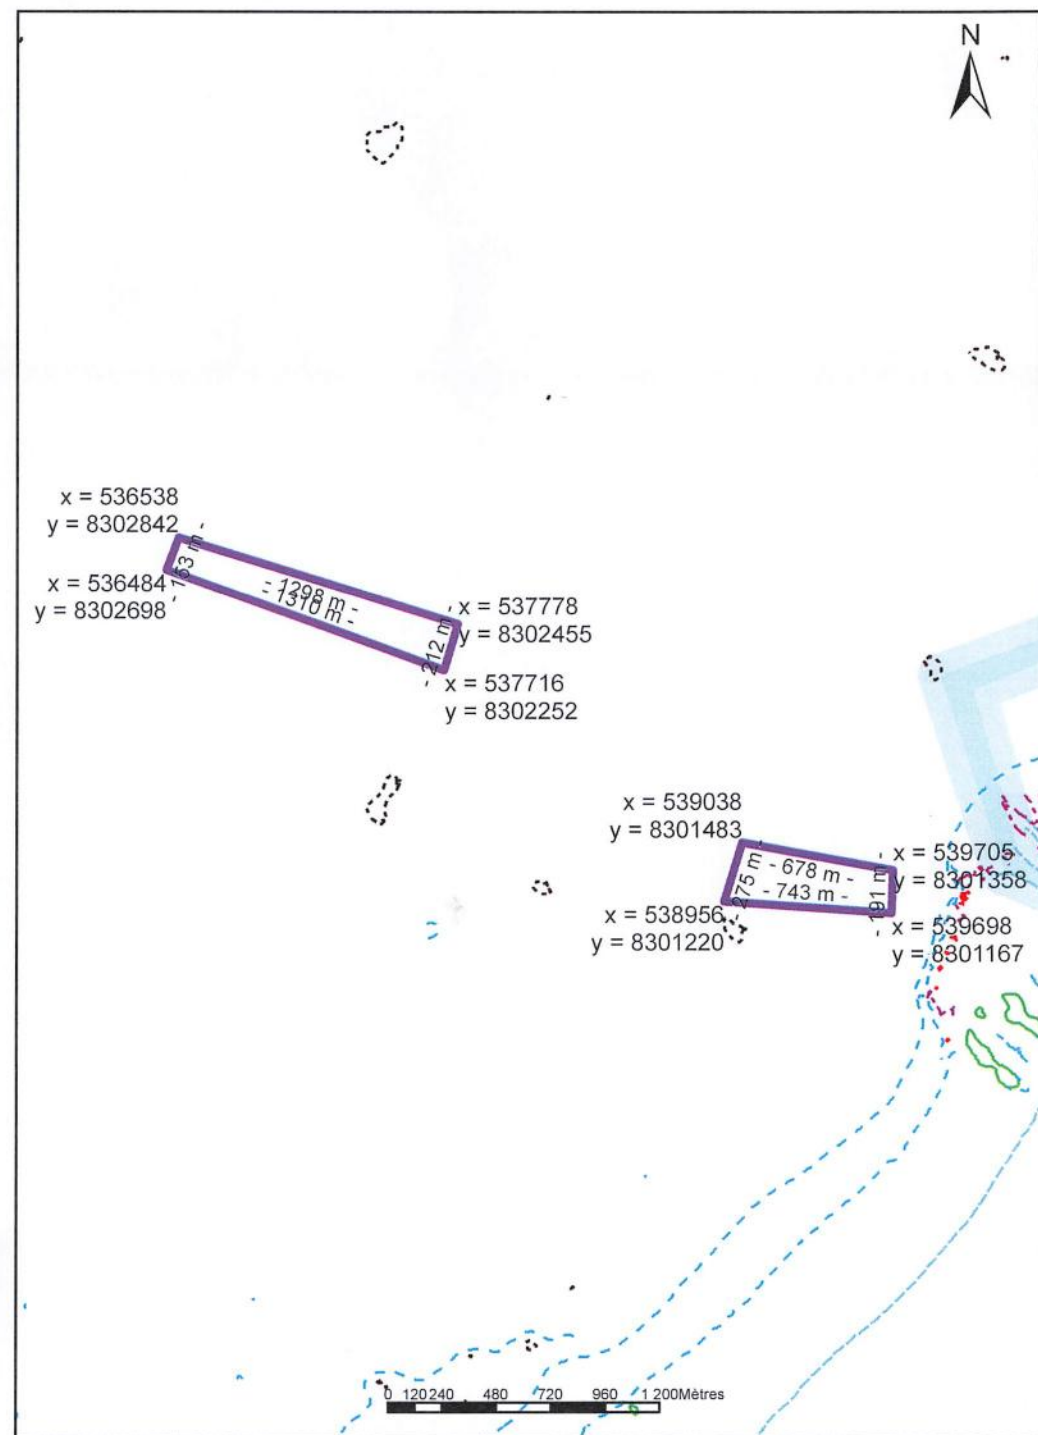 N
x = 536538
y = 8302842
- 153 m -
x = 536484
y = 8302698
- 1298 m -
- 1310 m -
- 212 m -
x = 537778
y = 8302455
x = 537716
y = 8302252
x = 539038
y = 8301483
- 678 m -
- 743 m -
- 275 m -
- 191 m -
x = 539705
y = 8301358
x = 538956
y = 8301220
x = 539698
y = 8301167
0 120 240 480 720 960 1 200 Mètres